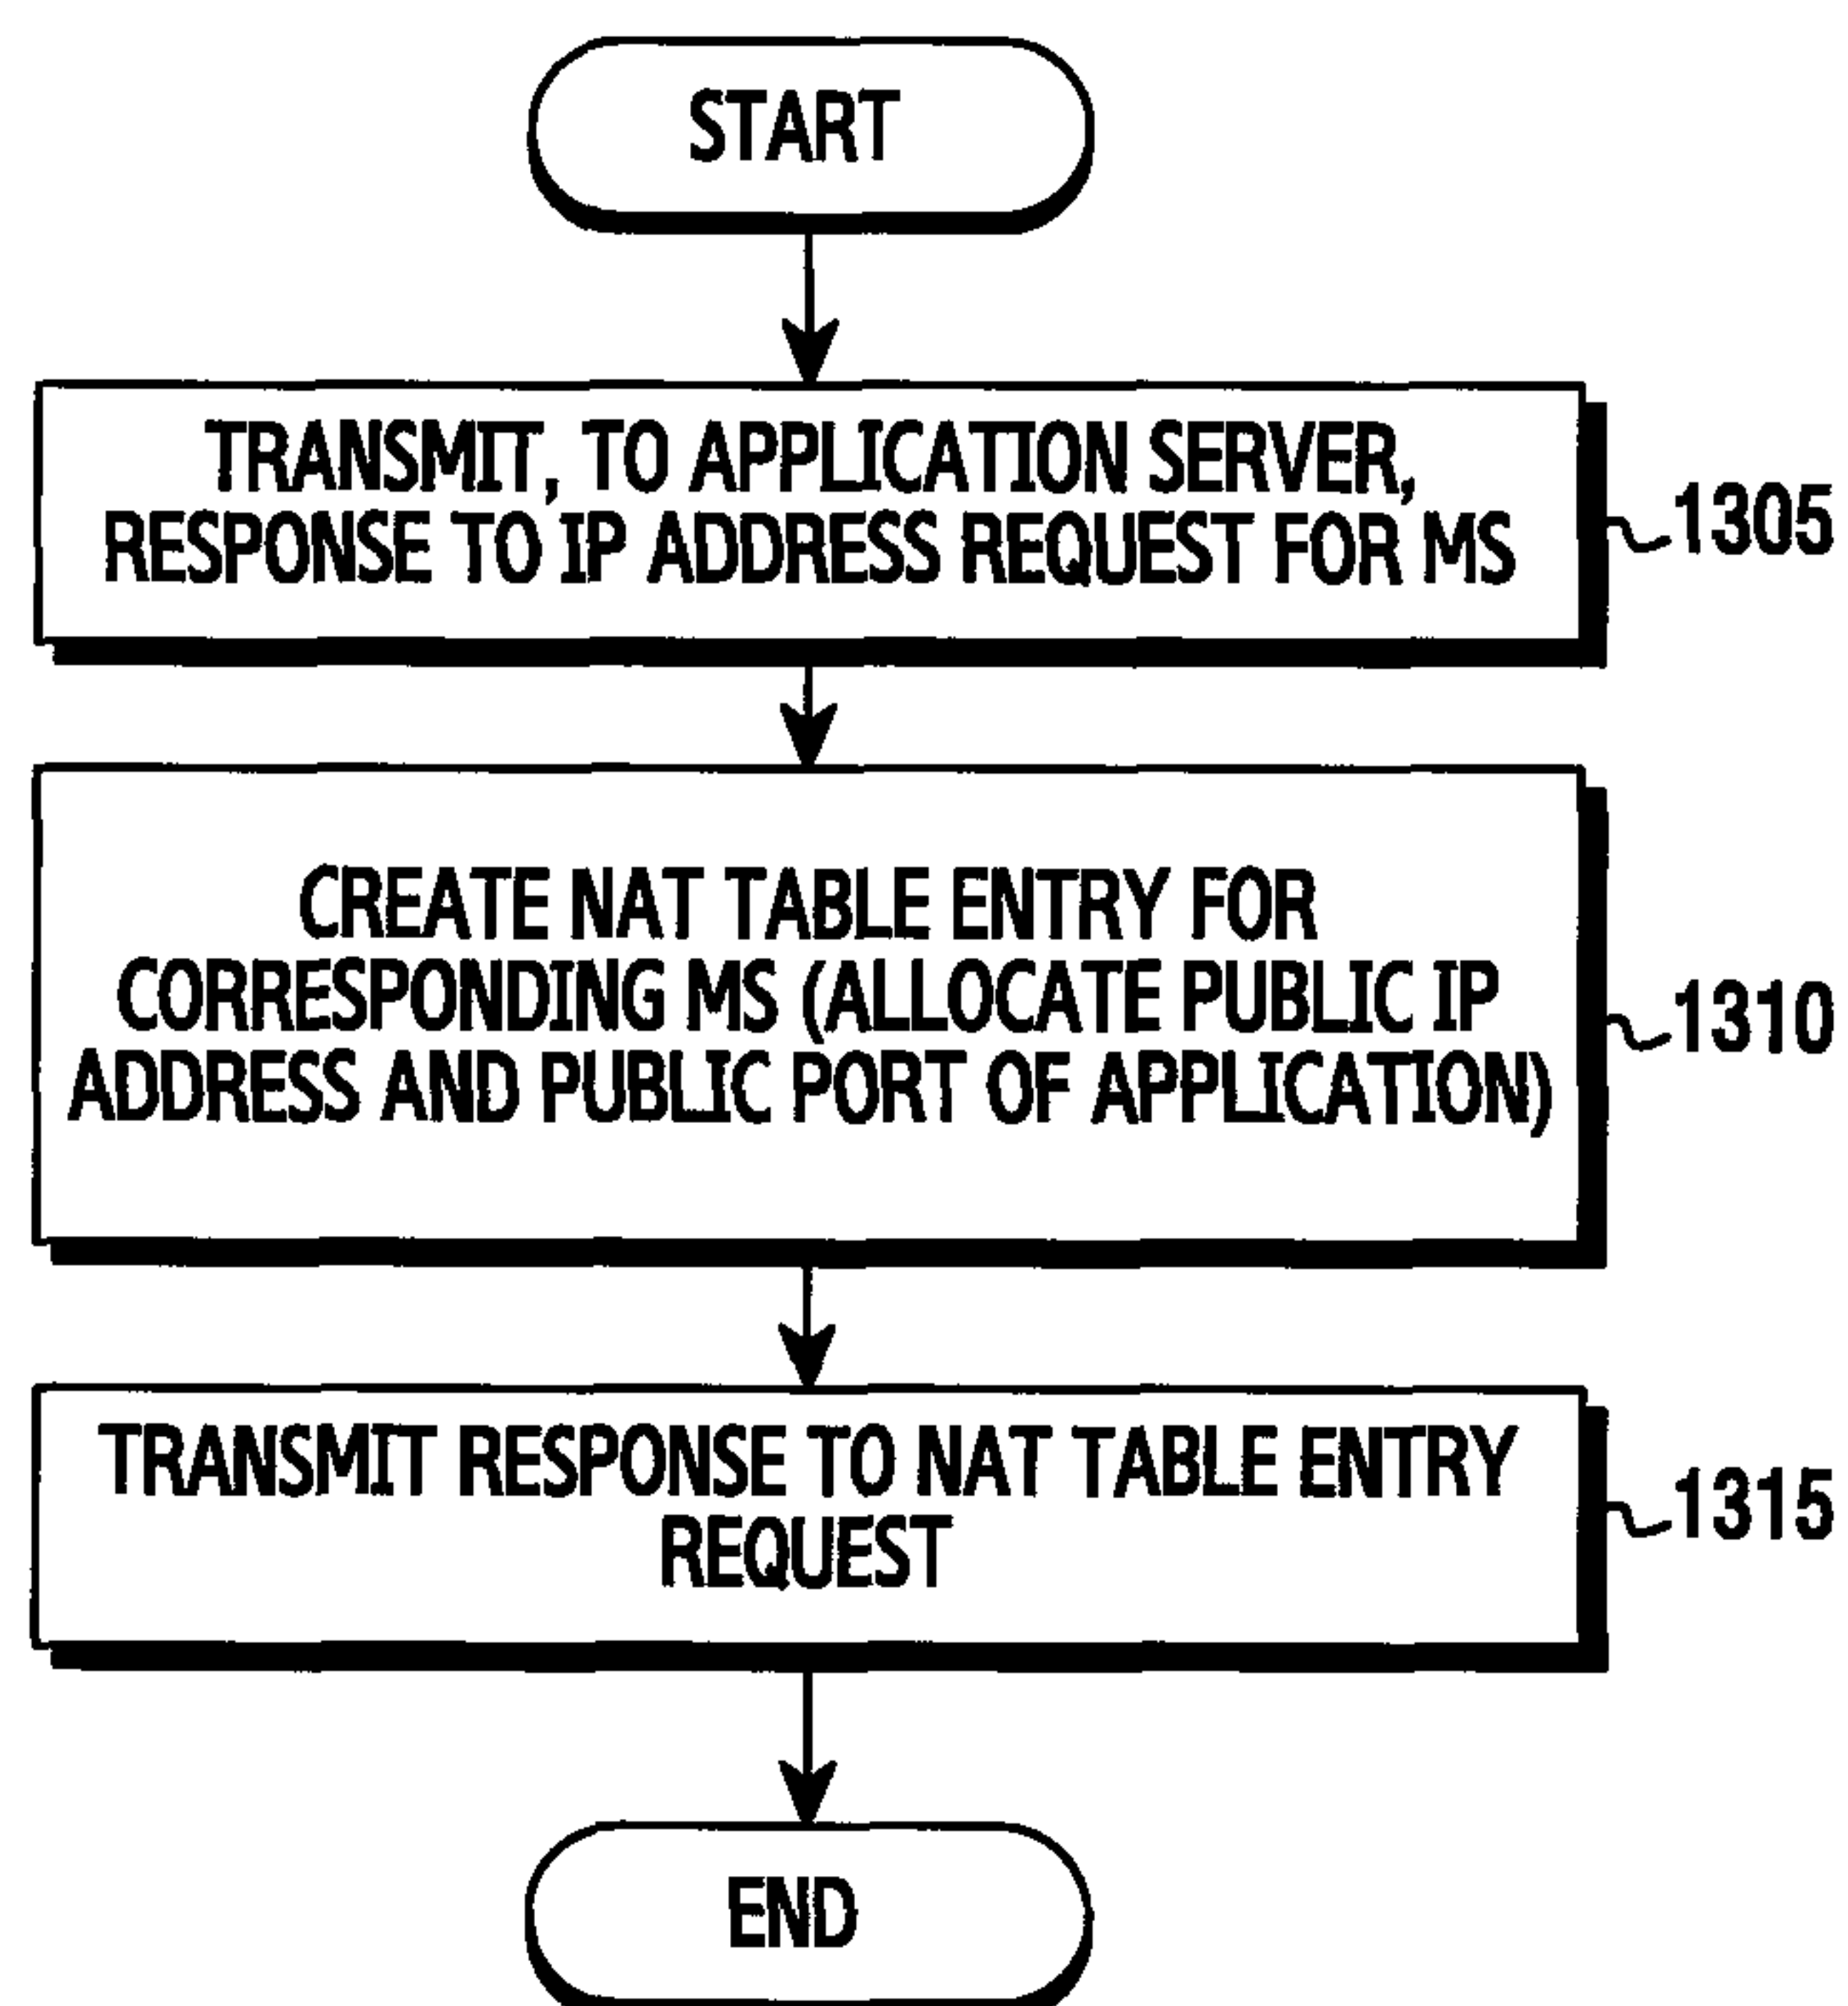 START
TRANSMIT, TO APPLICATION SERVER,
RESPONSE TO IP ADDRESS REQUEST FOR MS
1305
CREATE NAT TABLE ENTRY FOR
CORRESPONDING MS (ALLOCATE PUBLIC IP
ADDRESS AND PUBLIC PORT OF APPLICATION)
1310
TRANSMIT RESPONSE TO NAT TABLE ENTRY
REQUEST
1315
END